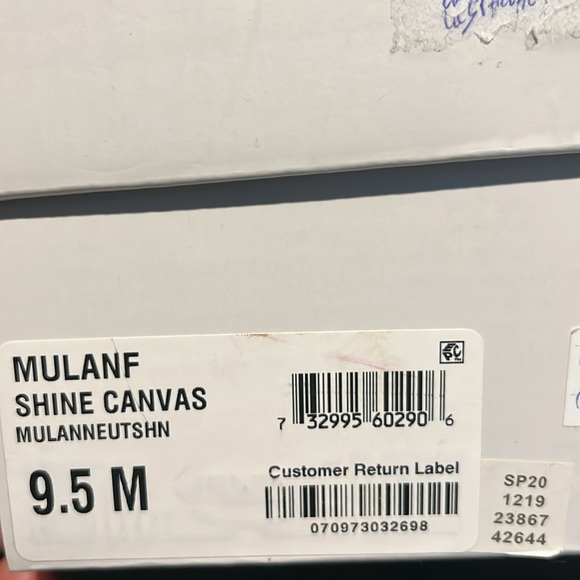 MULANF
SHINE CANVAS
MULANNEUTSHN
9.5 M
7 32995 60290 6
Customer Return Label
070973032698
SP20
1219
23867
42644